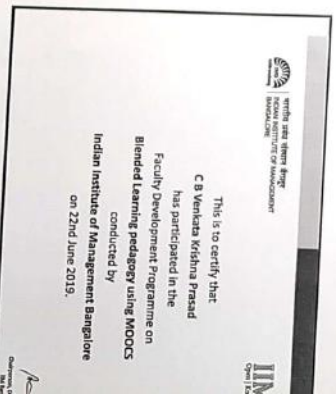 भारतीय प्रबंध संस्थान बेंगलूर
INDIAN INSTITUTE OF MANAGEMENT
BANGALORE
IIM
Open | Kn
This is to certify that
C B Venkata Krishna Prasad
has participated in the
Faculty Development Programme on
Blended Learning pedagogy using MOOCS
conducted by
Indian Institute of Management Bangalore
on 22nd June 2019.